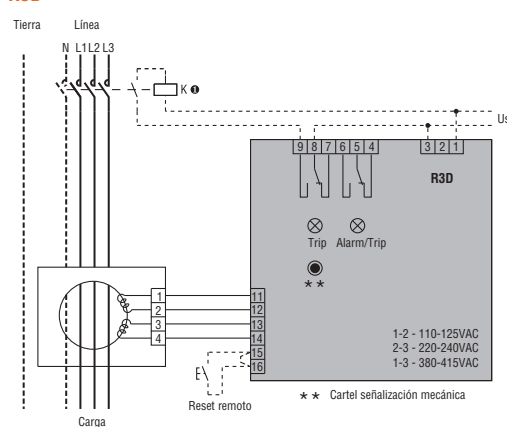 Tierra Línea
N L1 L2 L3
K ❶
Us
9 8 7 6 5 4 3 2 1
R3D
Trip Alarm/Trip
**
1 11
2 12
3 13
4 14
15
16
1-2 - 110-125VAC
2-3 - 220-240VAC
1-3 - 380-415VAC
Reset remoto
** Cartel señalización mecánica
Carga